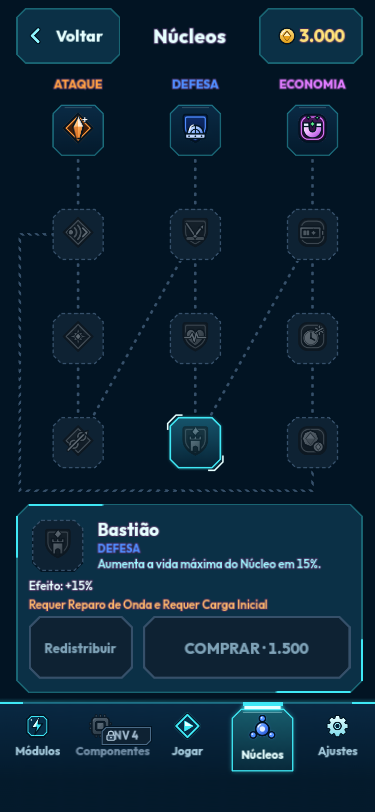 Voltar
Núcleos
3.000
ATAQUE
DEFESA
ECONOMIA
Bastião
DEFESA
Aumenta a vida máxima do Núcleo em 15%.
Efeito: +15%
Requer Reparo de Onda e Requer Carga Inicial
Redistribuir
COMPRAR · 1.500
NV 4
Módulos
Componentes
Jogar
Núcleos
Ajustes